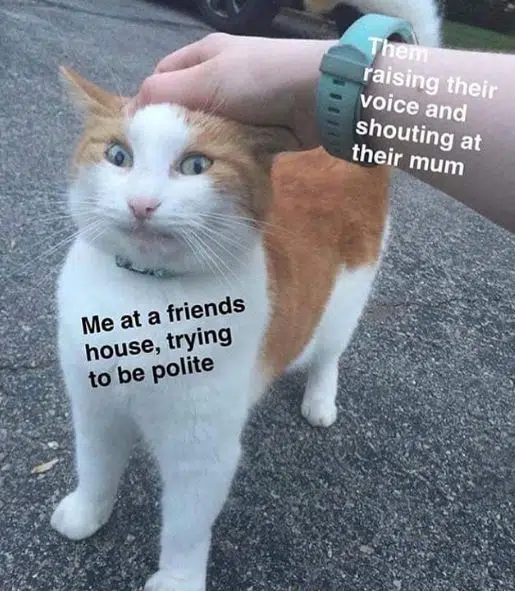 Them
raising their
voice and
shouting at
their mum
Me at a friends
house, trying
to be polite